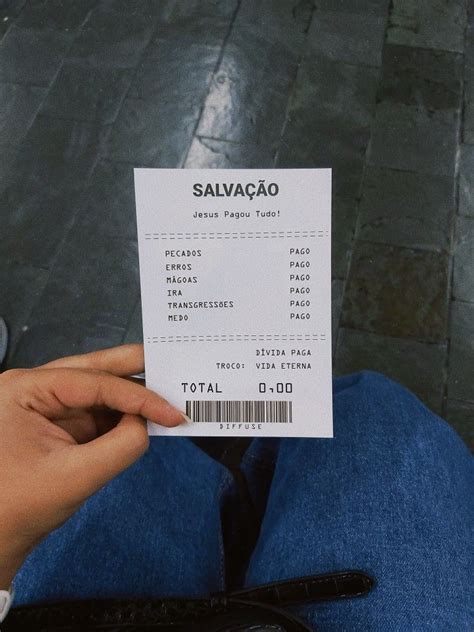 SALVAÇÃO
Jesus Pagou Tudo!
PECADOS PAGO
ERROS PAGO
MÁGOAS PAGO
IRA PAGO
TRANSGRESSÕES PAGO
MEDO PAGO
DÍVIDA PAGA
TROCO: VIDA ETERNA
TOTAL 0,00
DIFFUSE